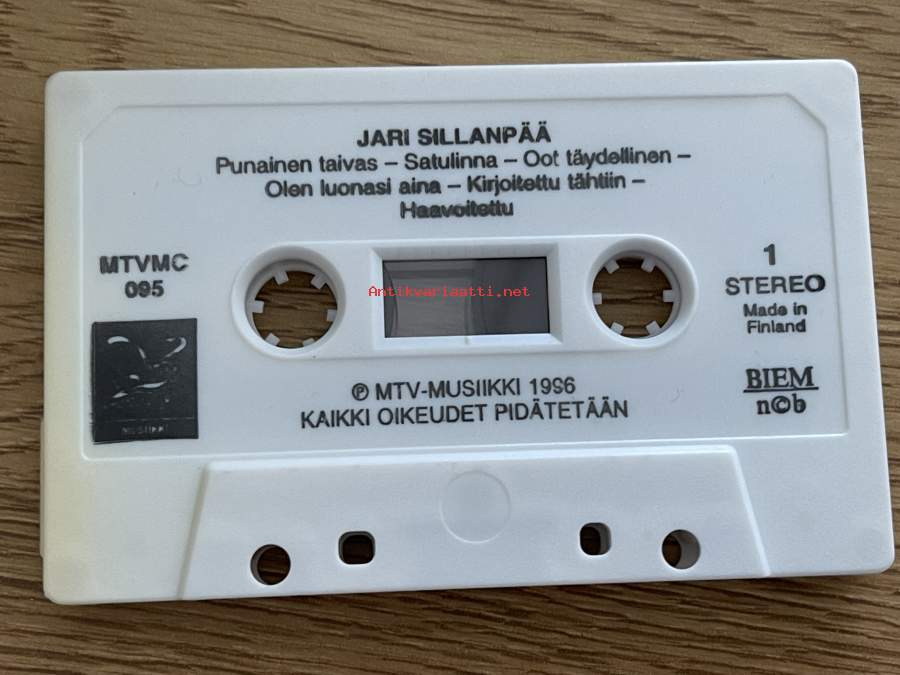 JARI SILLANPÄÄ
Punainen taivas – Satulinna – Oot täydellinen –
Olen luonasi aina – Kirjoitettu tähtiin –
Haavoitettu
MTVMC
095
1
STEREO
Made in
Finland
Antikvariaatti.net
MUSIIKKI
℗ MTV-MUSIIKKI 1996
KAIKKI OIKEUDET PIDÄTETÄÄN
BIEM
n©b